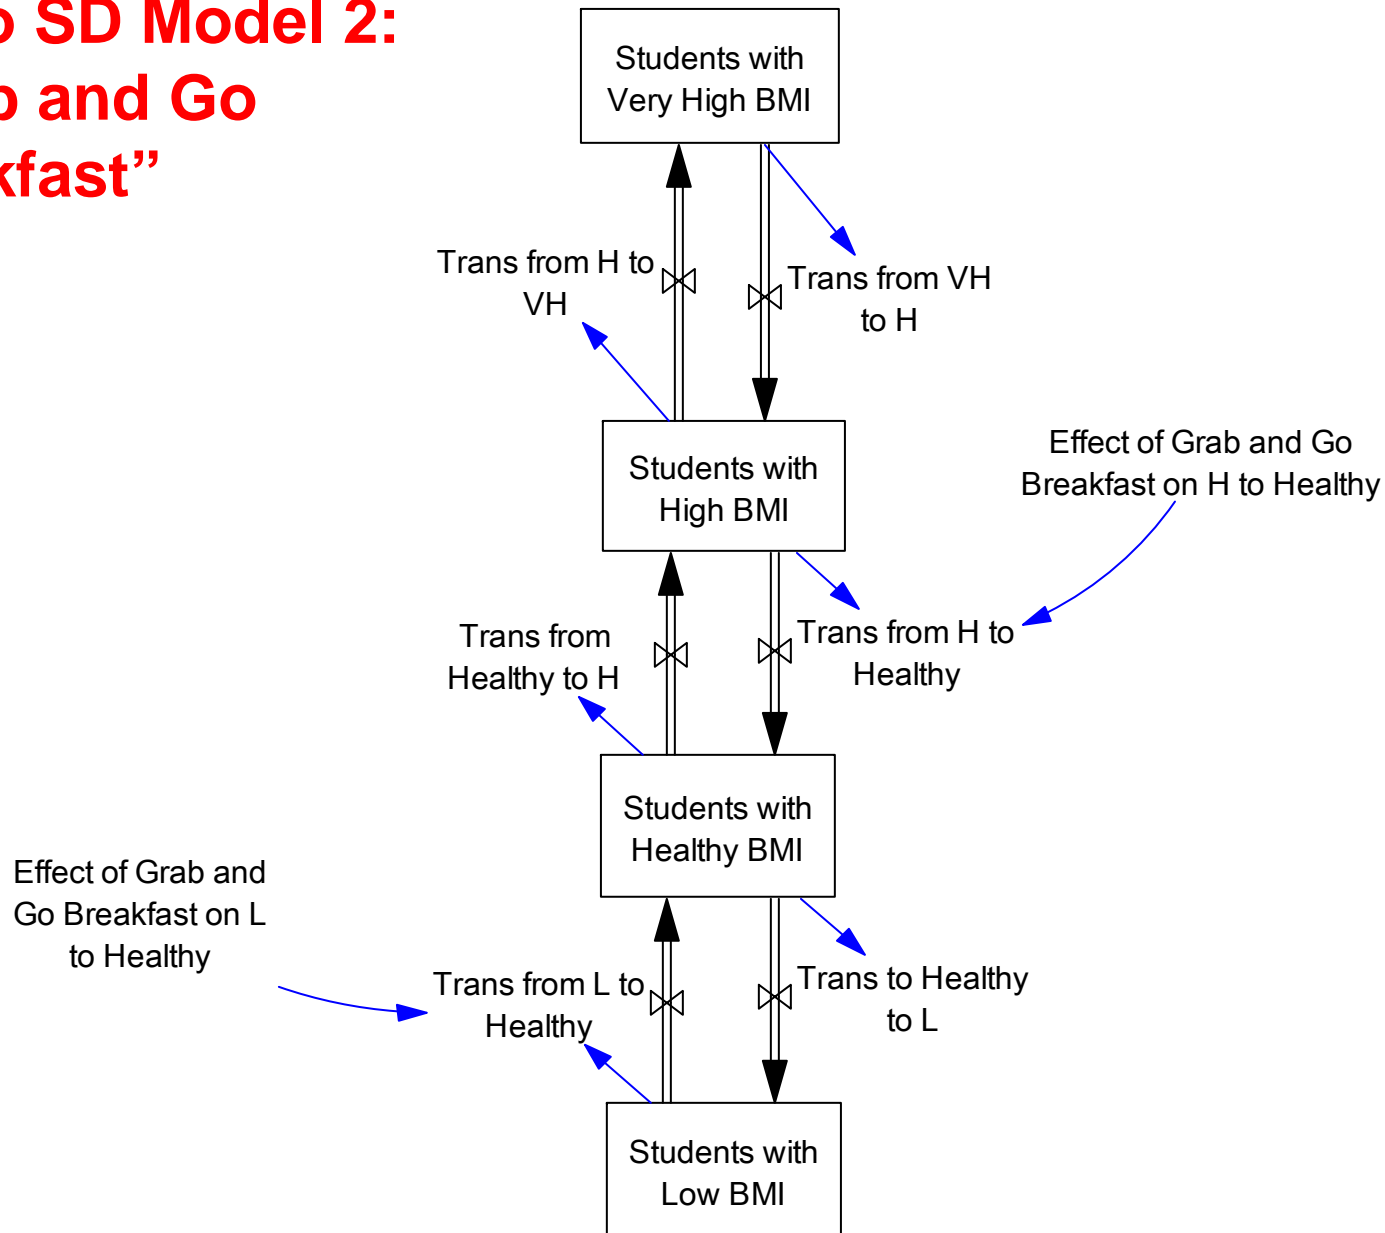 SD Model 2:
and Go
”
Students with
Very High BMI
Trans from H to
VH
Trans from VH
to H
Students with
High BMI
Effect of Grab and Go
Breakfast on H to Healthy
Trans from
Healthy to H
Trans from H to
Healthy
Students with
Healthy BMI
Effect of Grab and
Go Breakfast on L
to Healthy
Trans from L to
Healthy
Trans to Healthy
to L
Students with
Low BMI